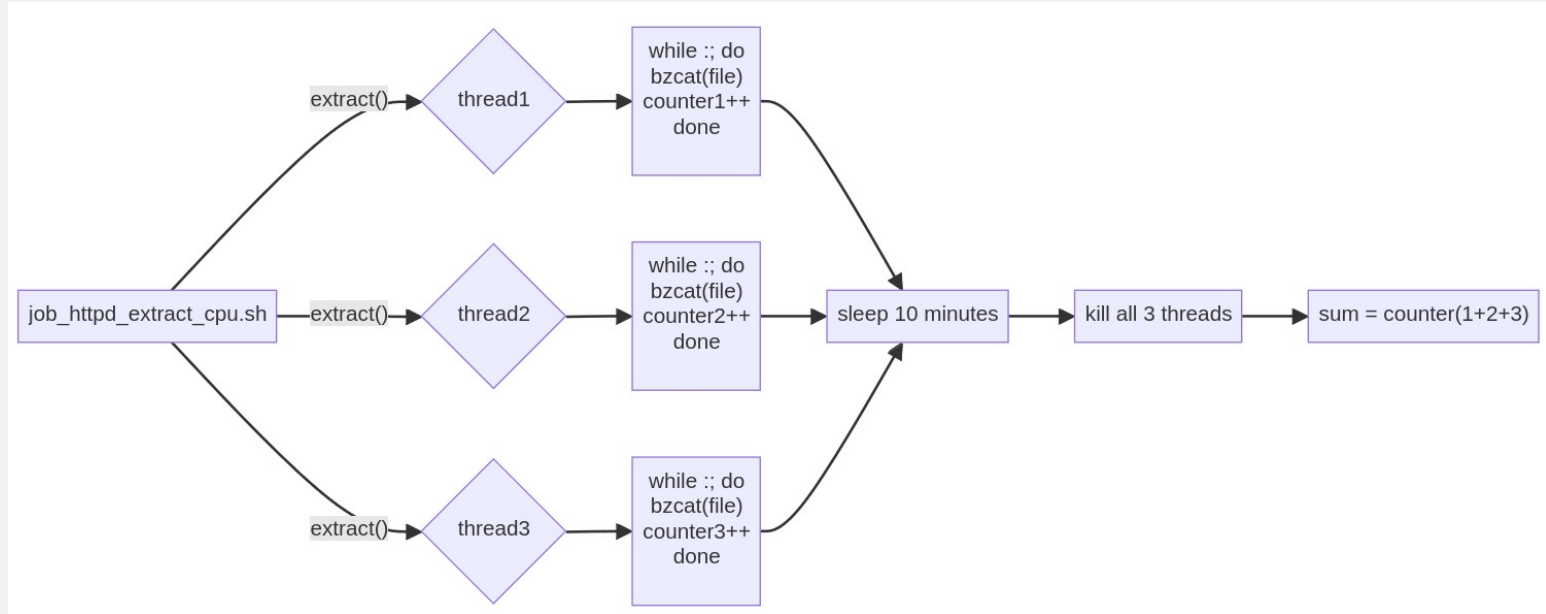 job_httpd_extract_cpu.sh
extract()
thread1
while :; do
bzcat(file)
counter1++
done
extract()
thread2
while :; do
bzcat(file)
counter2++
done
extract()
thread3
while :; do
bzcat(file)
counter3++
done
sleep 10 minutes
kill all 3 threads
sum = counter(1+2+3)